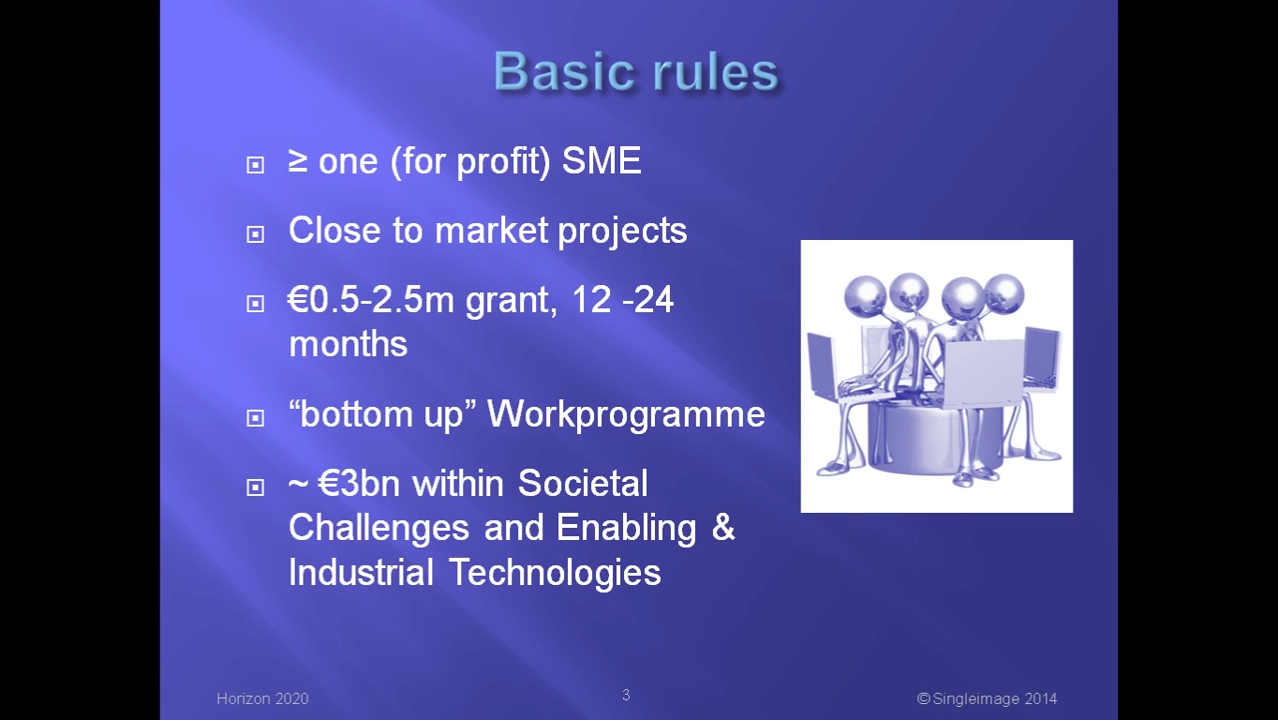 Basic rules
≥ one (for profit) SME
Close to market projects
€0.5-2.5m grant, 12 -24
months
“bottom up” Workprogramme
~ €3bn within Societal
Challenges and Enabling &
Industrial Technologies
Horizon 2020
3
©Singleimage 2014